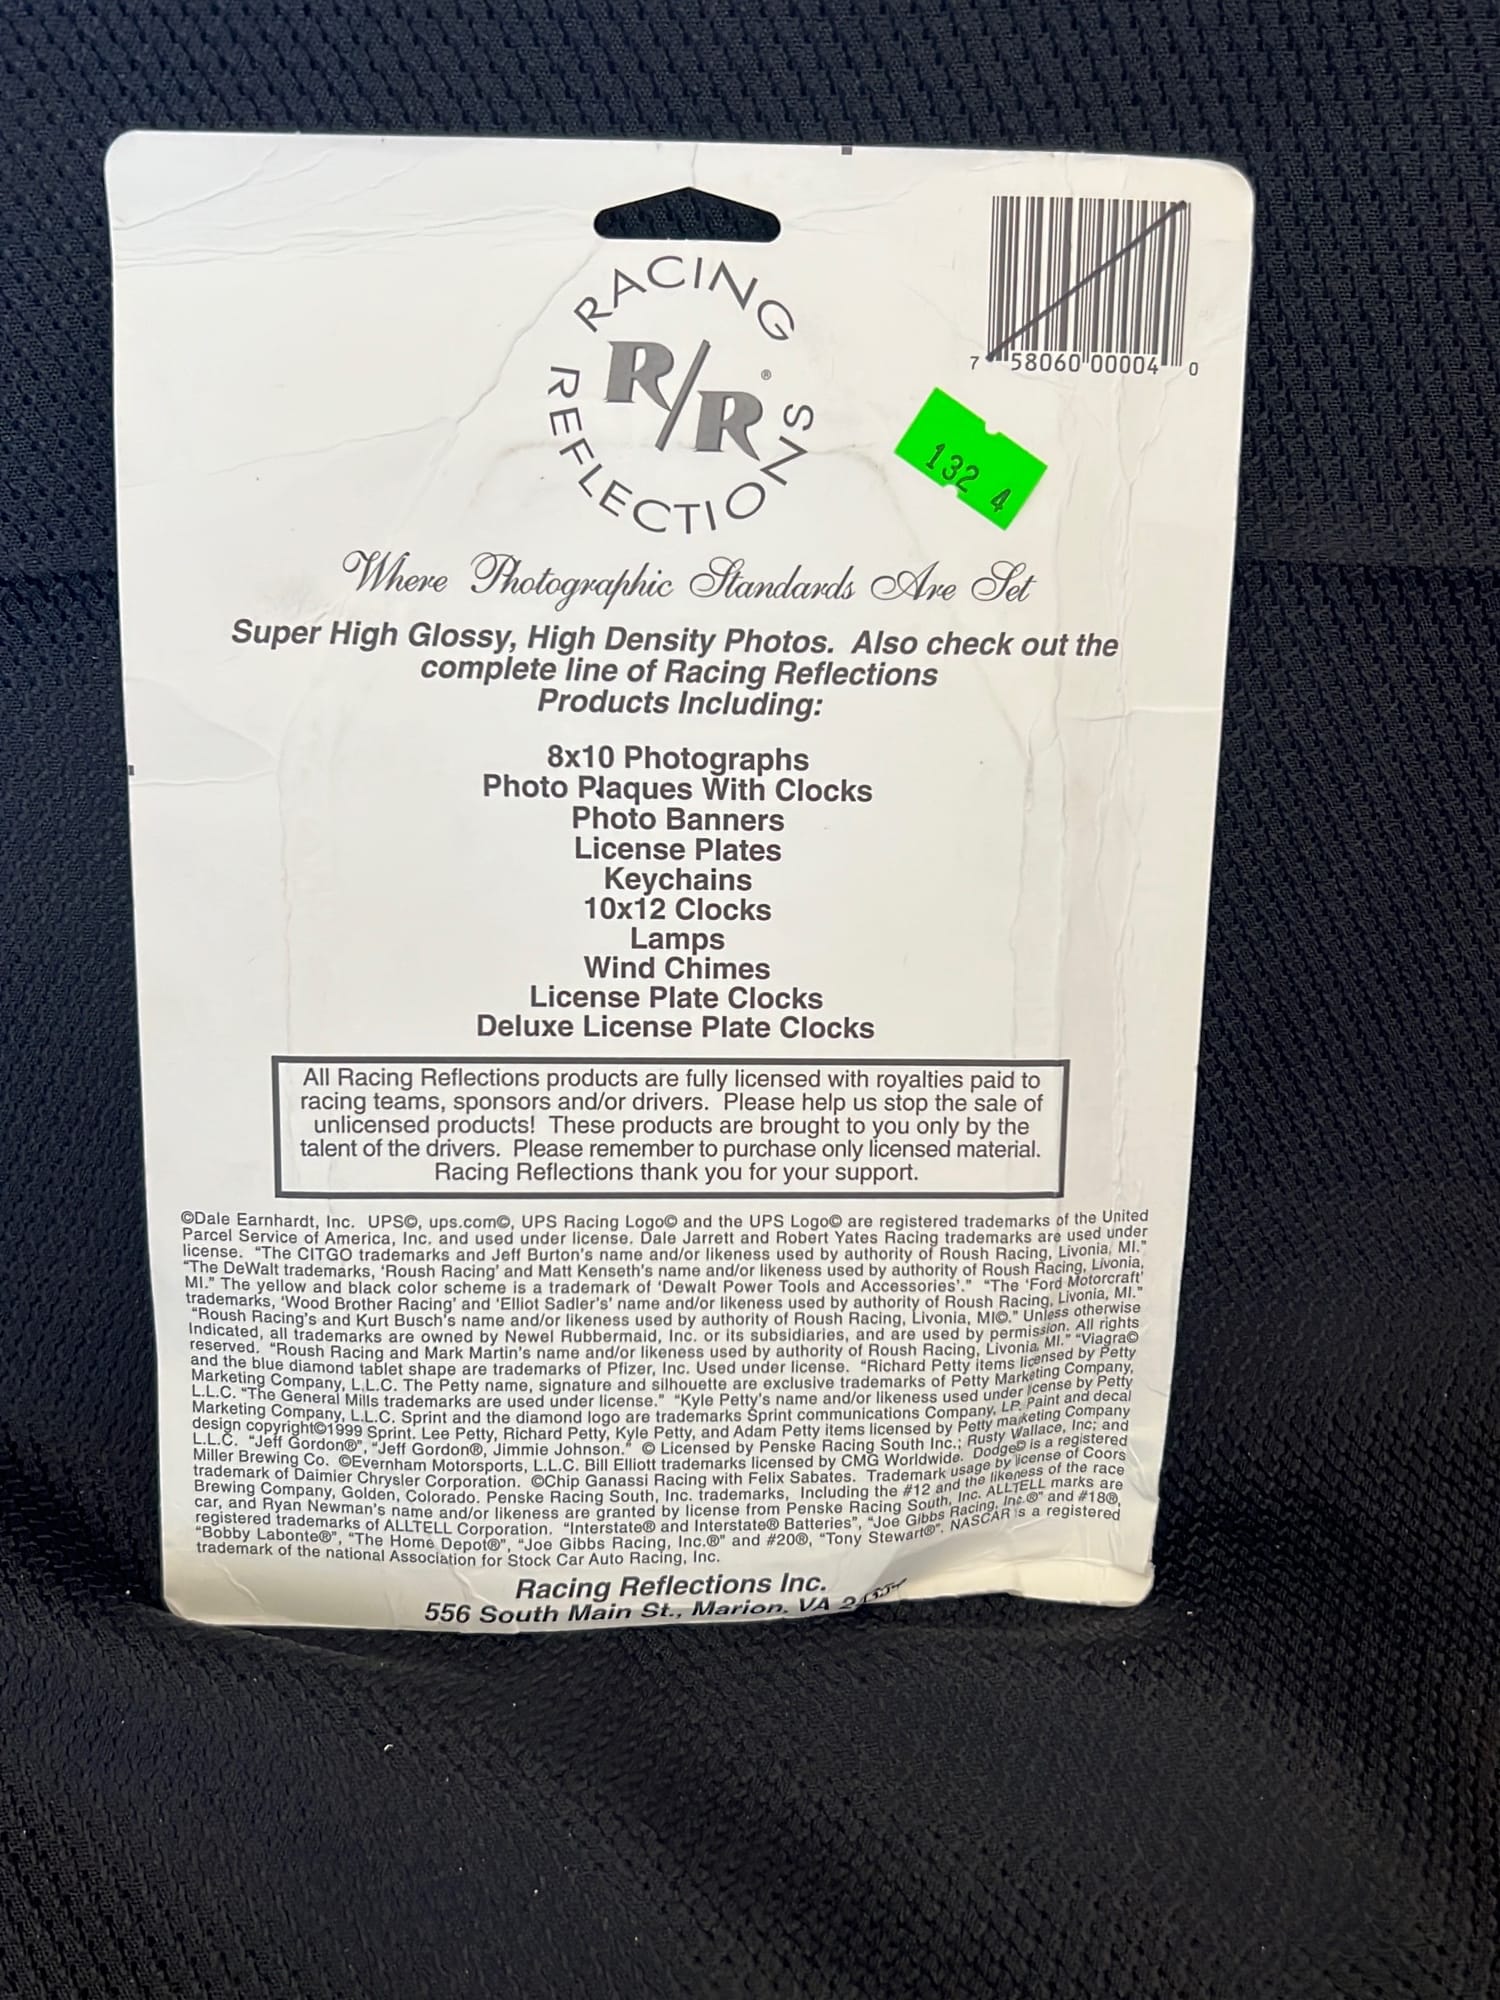 RACING
R/R®
REFLECTIONS
7 58060 00004 0
132 4
Where Photographic Standards Are Set
Super High Glossy, High Density Photos. Also check out the
complete line of Racing Reflections
Products Including:
8x10 Photographs
Photo Plaques With Clocks
Photo Banners
License Plates
Keychains
10x12 Clocks
Lamps
Wind Chimes
License Plate Clocks
Deluxe License Plate Clocks
All Racing Reflections products are fully licensed with royalties paid to
racing teams, sponsors and/or drivers. Please help us stop the sale of
unlicensed products! These products are brought to you only by the
talent of the drivers. Please remember to purchase only licensed material.
Racing Reflections thank you for your support.
©Dale Earnhardt, Inc. UPS©, ups.com©, UPS Racing Logo© and the UPS Logo© are registered trademarks of the United
Parcel Service of America, Inc. and used under license. Dale Jarrett and Robert Yates Racing trademarks are used under
license. "The CITGO trademarks and Jeff Burton's name and/or likeness used by authority of Roush Racing, Livonia, MI."
"The DeWalt trademarks, 'Roush Racing' and Matt Kenseth's name and/or likeness used by authority of Roush Racing, Livonia,
MI." The yellow and black color scheme is a trademark of 'Dewalt Power Tools and Accessories'." "The 'Ford Motorcraft'
trademarks, 'Wood Brother Racing' and 'Elliot Sadler's' name and/or likeness used by authority of Roush Racing, Livonia, MI."
"Roush Racing's and Kurt Busch's name and/or likeness used by authority of Roush Racing, Livonia, MI©." Unless otherwise
Indicated, all trademarks are owned by Newel Rubbermaid, Inc. or its subsidiaries, and are used by permission. All rights
reserved. "Roush Racing and Mark Martin's name and/or likeness used by authority of Roush Racing, Livonia, MI." "Viagra©
and the blue diamond tablet shape are trademarks of Pfizer, Inc. Used under license. "Richard Petty items licensed by Petty
Marketing Company, L.L.C. The Petty name, signature and silhouette are exclusive trademarks of Petty Marketing Company,
L.L.C. "The General Mills trademarks are used under license." "Kyle Petty's name and/or likeness used under license by Petty
Marketing Company, L.L.C. Sprint and the diamond logo are trademarks Sprint communications Company, LP. Paint and decal
design copyright©1999 Sprint. Lee Petty, Richard Petty, Kyle Petty, and Adam Petty items licensed by Petty marketing Company
L.L.C. "Jeff Gordon®", "Jeff Gordon®, Jimmie Johnson." © Licensed by Penske Racing South Inc.; Rusty Wallace, Inc; and
Miller Brewing Co. ©Evernham Motorsports, L.L.C. Bill Elliott trademarks licensed by CMG Worldwide. Dodge© is a registered
trademark of Daimier Chrysler Corporation. ©Chip Ganassi Racing with Felix Sabates. Trademark usage by license of Coors
Brewing Company, Golden, Colorado. Penske Racing South, Inc. trademarks, Including the #12 and the likeness of the race
car, and Ryan Newman's name and/or likeness are granted by license from Penske Racing South, Inc. ALLTELL marks are
registered trademarks of ALLTELL Corporation. "Interstate® and Interstate® Batteries", "Joe Gibbs Racing, Inc.®" and #18®,
"Bobby Labonte®", "The Home Depot®", "Joe Gibbs Racing, Inc.®" and #20®, "Tony Stewart®". NASCAR is a registered
trademark of the national Association for Stock Car Auto Racing, Inc.
Racing Reflections Inc.
556 South Main St., Marion, VA